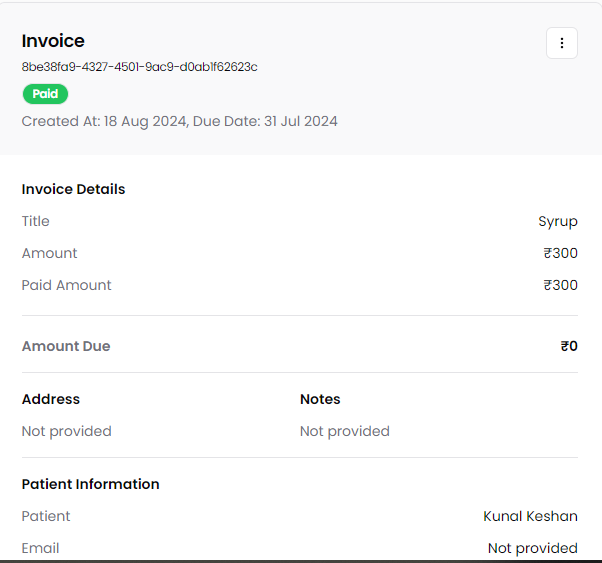 Invoice
8be38fa9-4327-4501-9ac9-d0ab1f62623c
Paid
Created At: 18 Aug 2024, Due Date: 31 Jul 2024
Invoice Details
Title Syrup
Amount ₹300
Paid Amount ₹300
Amount Due ₹0
Address Notes
Not provided Not provided
Patient Information
Patient Kunal Keshan
Email Not provided